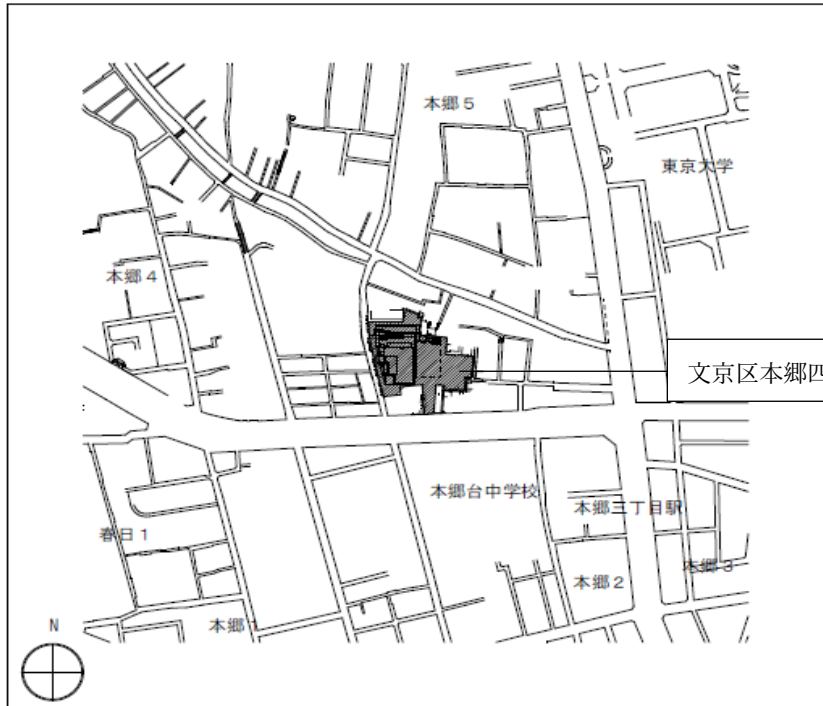 本郷５
東京大学
本郷４
文京区本郷四
本郷台中学校
本郷三丁目駅
春日１
本郷２
本郷３
本郷１
N